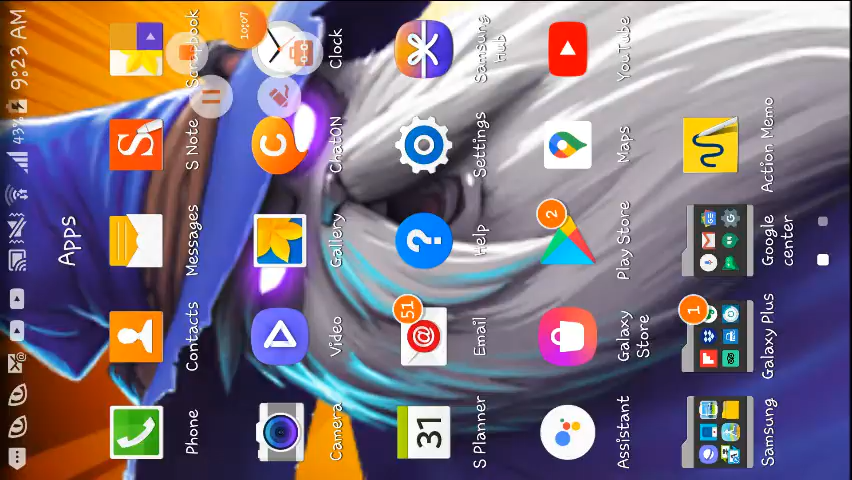 43% 9:23 AM
10:07
Apps
Phone
Contacts
Messages
S Note
Scrapbook
Camera
Video
Gallery
ChatON
Clock
31
51
S Planner
Email
Help
Settings
Samsung
Hub
2
Assistant
Galaxy
Store
Play Store
Maps
YouTube
1
Samsung
Galaxy Plus
Google
center
Action Memo